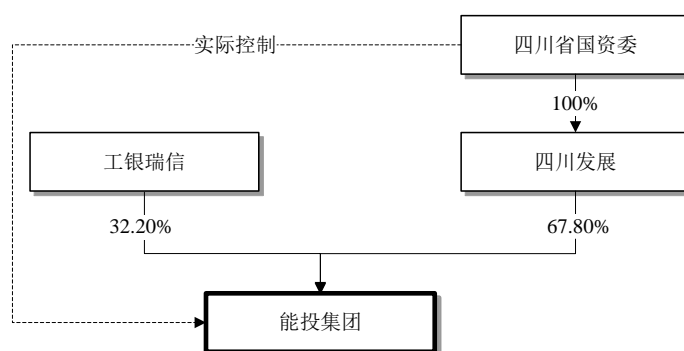 实际控制
四川省国资委
100%
工银瑞信
四川发展
32.20%
67.80%
能投集团